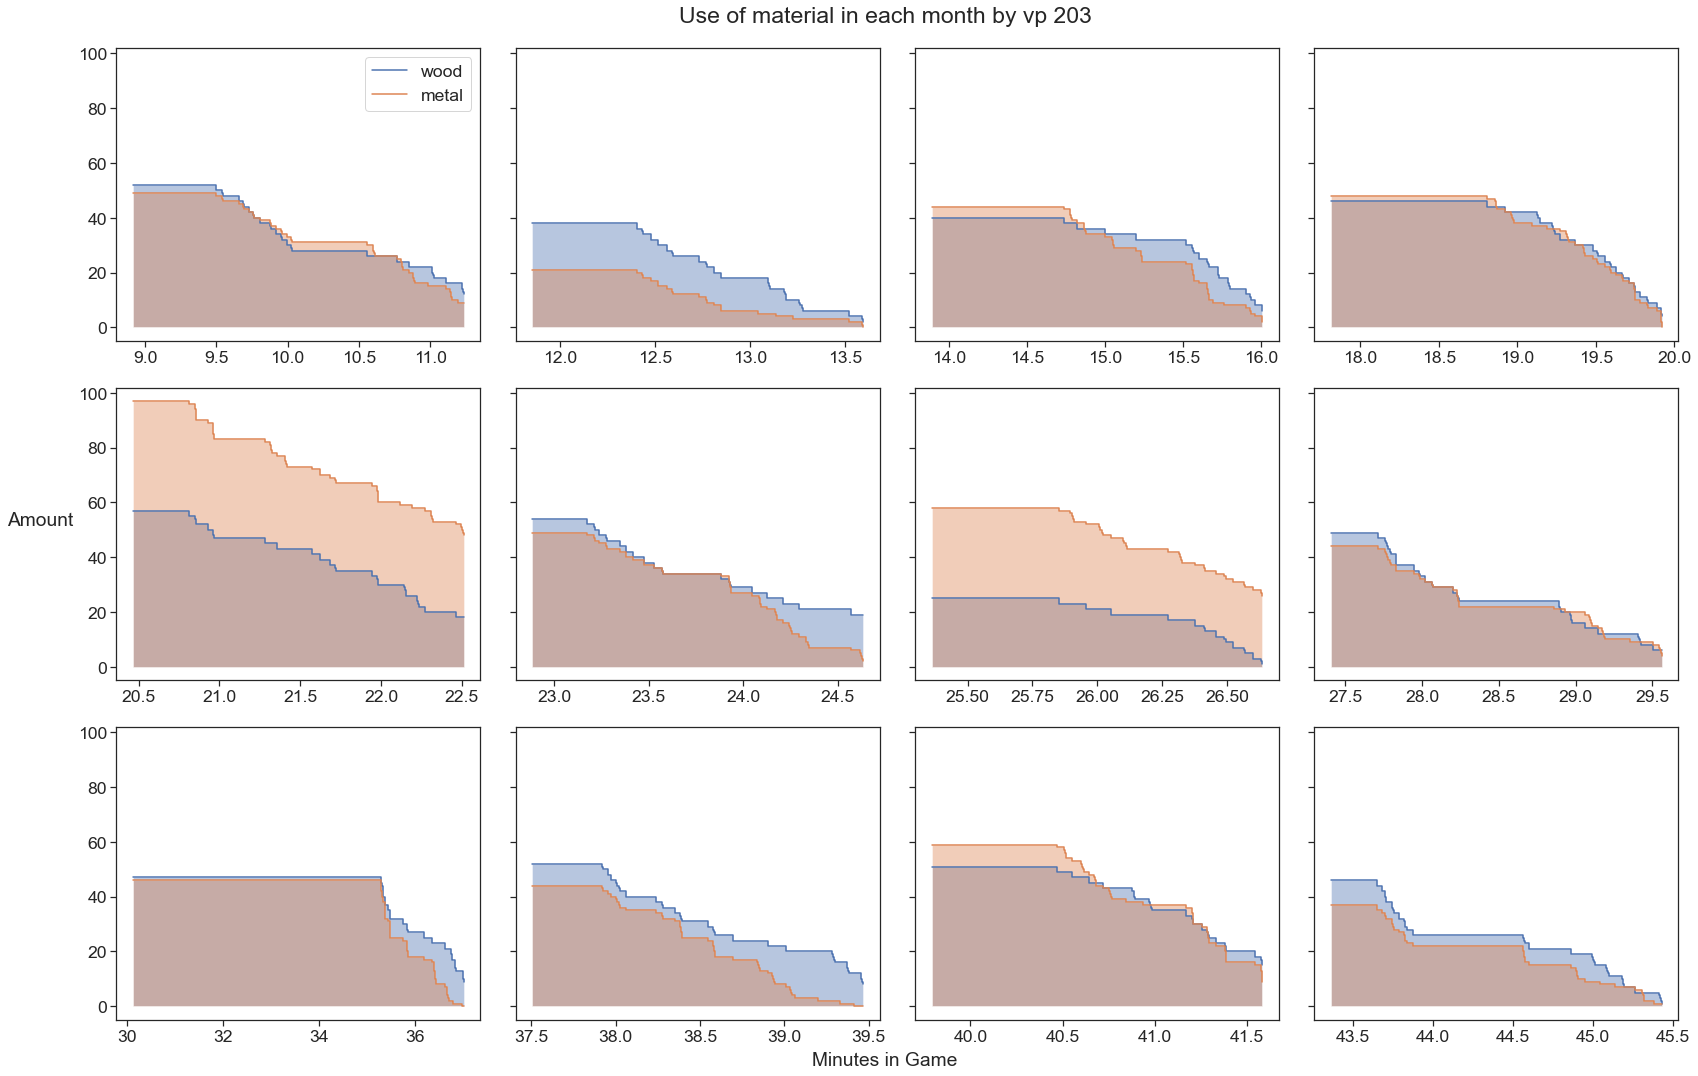 Use of material in each month by vp 203
100
80
60
40
20
0
wood
metal
9.0 9.5 10.0 10.5 11.0
12.0 12.5 13.0 13.5
14.0 14.5 15.0 15.5 16.0
18.0 18.5 19.0 19.5 20.0
Amount
100
80
60
40
20
0
20.5 21.0 21.5 22.0 22.5
23.0 23.5 24.0 24.5
25.50 25.75 26.00 26.25 26.50
27.5 28.0 28.5 29.0 29.5
100
80
60
40
20
0
30 32 34 36
37.5 38.0 38.5 39.0 39.5
40.0 40.5 41.0 41.5
43.5 44.0 44.5 45.0 45.5
Minutes in Game